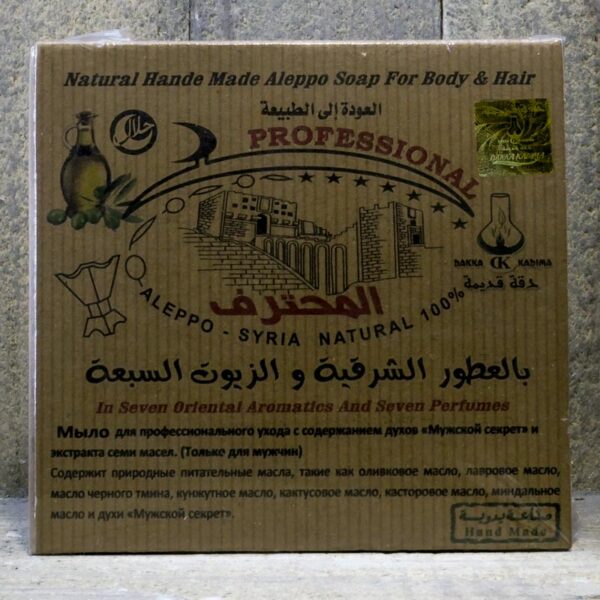 Natural Hande Made Aleppo Soap For Body & Hair
العودة إلى الطبيعة
حلال
PROFESSIONAL
DAKKA DK KADIMA
دقة قديمة
المحترف
ALEPPO - SYRIA NATURAL 100%
بالعطور الشرقية و الزيوت السبعة
In Seven Oriental Aromatics And Seven Perfumes
Мыло для профессионального ухода с содержанием духов «Мужской секрет» и
экстракта семи масел. (Только для мужчин)
Содержит природные питательные масла, такие как оливковое масло, лавровое масло,
масло черного тмина, кунжутное масло, кактусовое масло, касторовое масло, миндальное
масло и духи «Мужской секрет».
صناعة يدوية
Hand Made